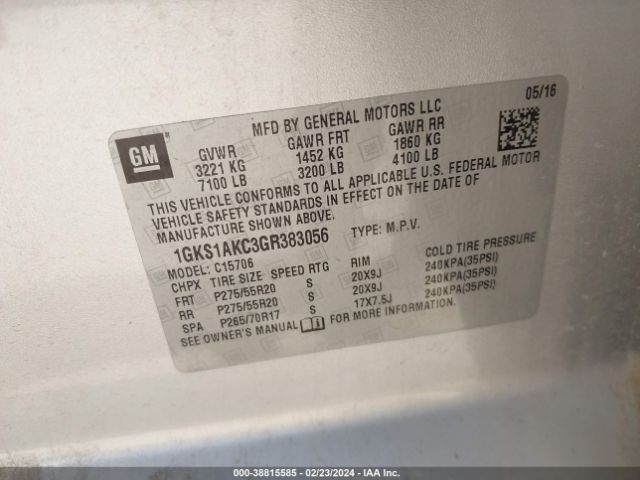 GM
MFD BY GENERAL MOTORS LLC
05/16
GVWR GAWR FRT GAWR RR
3221 KG 1452 KG 1860 KG
7100 LB 3200 LB 4100 LB
THIS VEHICLE CONFORMS TO ALL APPLICABLE U.S. FEDERAL MOTOR
VEHICLE SAFETY STANDARDS IN EFFECT ON THE DATE OF
MANUFACTURE SHOWN ABOVE.
1GKS1AKC3GR383056 TYPE: M.P.V.
MODEL: C15706
CHPX TIRE SIZE SPEED RTG RIM COLD TIRE PRESSURE
FRT P275/55R20 S 20X9J 240KPA(35PSI)
RR P275/55R20 S 20X9J 240KPA(35PSI)
SPA P265/70R17 S 17X7.5J 240KPA(35PSI)
SEE OWNER'S MANUAL FOR MORE INFORMATION.
000-38815585 - 02/23/2024 - IAA Inc.